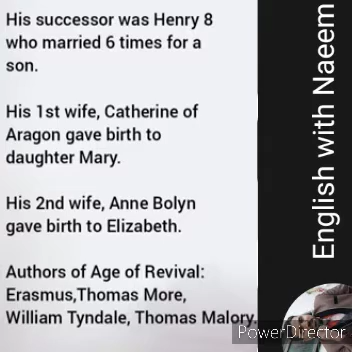 His successor was Henry 8
who married 6 times for a
son.
His 1st wife, Catherine of
Aragon gave birth to
daughter Mary.
His 2nd wife, Anne Bolyn
gave birth to Elizabeth.
Authors of Age of Revival:
Erasmus,Thomas More,
William Tyndale, Thomas Malory.
English with Naeem
PowerDirector